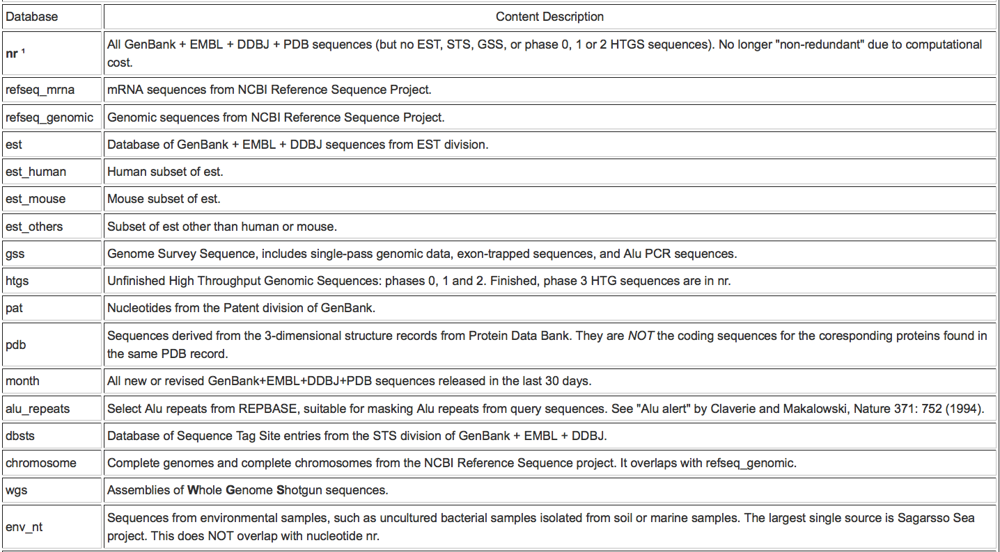 Database Content Description
nr ¹ All GenBank + EMBL + DDBJ + PDB sequences (but no EST, STS, GSS, or phase 0, 1 or 2 HTGS sequences). No longer "non-redundant" due to computational
cost.
refseq_mrna mRNA sequences from NCBI Reference Sequence Project.
refseq_genomic Genomic sequences from NCBI Reference Sequence Project.
est Database of GenBank + EMBL + DDBJ sequences from EST division.
est_human Human subset of est.
est_mouse Mouse subset of est.
est_others Subset of est other than human or mouse.
gss Genome Survey Sequence, includes single-pass genomic data, exon-trapped sequences, and Alu PCR sequences.
htgs Unfinished High Throughput Genomic Sequences: phases 0, 1 and 2. Finished, phase 3 HTG sequences are in nr.
pat Nucleotides from the Patent division of GenBank.
pdb Sequences derived from the 3-dimensional structure records from Protein Data Bank. They are NOT the coding sequences for the coresponding proteins found in
the same PDB record.
month All new or revised GenBank+EMBL+DDBJ+PDB sequences released in the last 30 days.
alu_repeats Select Alu repeats from REPBASE, suitable for masking Alu repeats from query sequences. See "Alu alert" by Claverie and Makalowski, Nature 371: 752 (1994).
dbsts Database of Sequence Tag Site entries from the STS division of GenBank + EMBL + DDBJ.
chromosome Complete genomes and complete chromosomes from the NCBI Reference Sequence project. It overlaps with refseq_genomic.
wgs Assemblies of Whole Genome Shotgun sequences.
env_nt Sequences from environmental samples, such as uncultured bacterial samples isolated from soil or marine samples. The largest single source is Sagarsso Sea
project. This does NOT overlap with nucleotide nr.